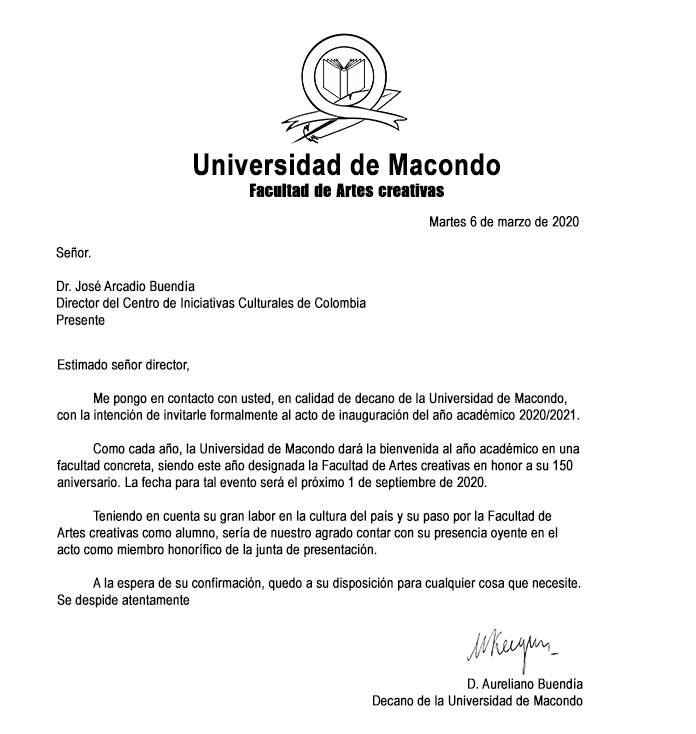 Universidad de Macondo
Facultad de Artes creativas
Martes 6 de marzo de 2020
Señor.
Dr. José Arcadio Buendía
Director del Centro de Iniciativas Culturales de Colombia
Presente
Estimado señor director,
Me pongo en contacto con usted, en calidad de decano de la Universidad de Macondo,
con la intención de invitarle formalmente al acto de inauguración del año académico 2020/2021.
Como cada año, la Universidad de Macondo dará la bienvenida al año académico en una
facultad concreta, siendo este año designada la Facultad de Artes creativas en honor a su 150
aniversario. La fecha para tal evento será el próximo 1 de septiembre de 2020.
Teniendo en cuenta su gran labor en la cultura del país y su paso por la Facultad de
Artes creativas como alumno, sería de nuestro agrado contar con su presencia oyente en el
acto como miembro honorífico de la junta de presentación.
A la espera de su confirmación, quedo a su disposición para cualquier cosa que necesite.
Se despide atentamente
D. Aureliano Buendía
Decano de la Universidad de Macondo